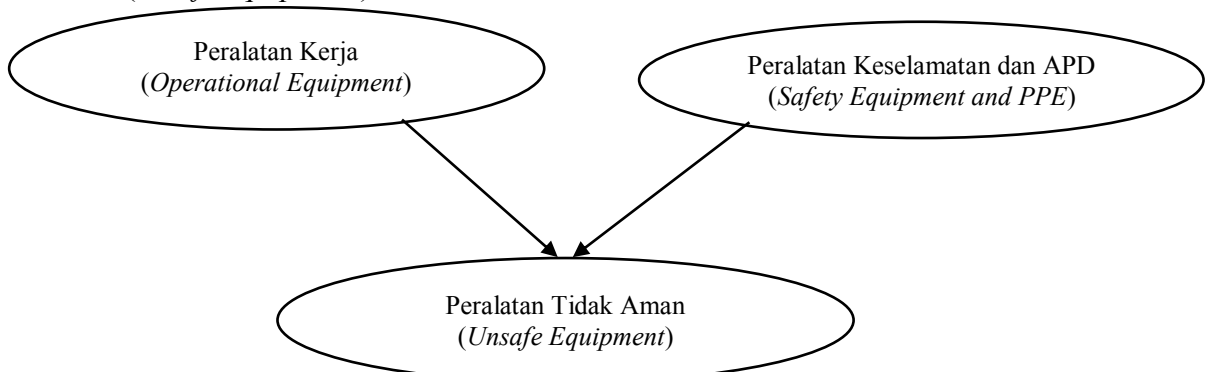 Peralatan Kerja
(Operational Equipment)
Peralatan Keselamatan dan APD
(Safety Equipment and PPE)
Peralatan Tidak Aman
(Unsafe Equipment)